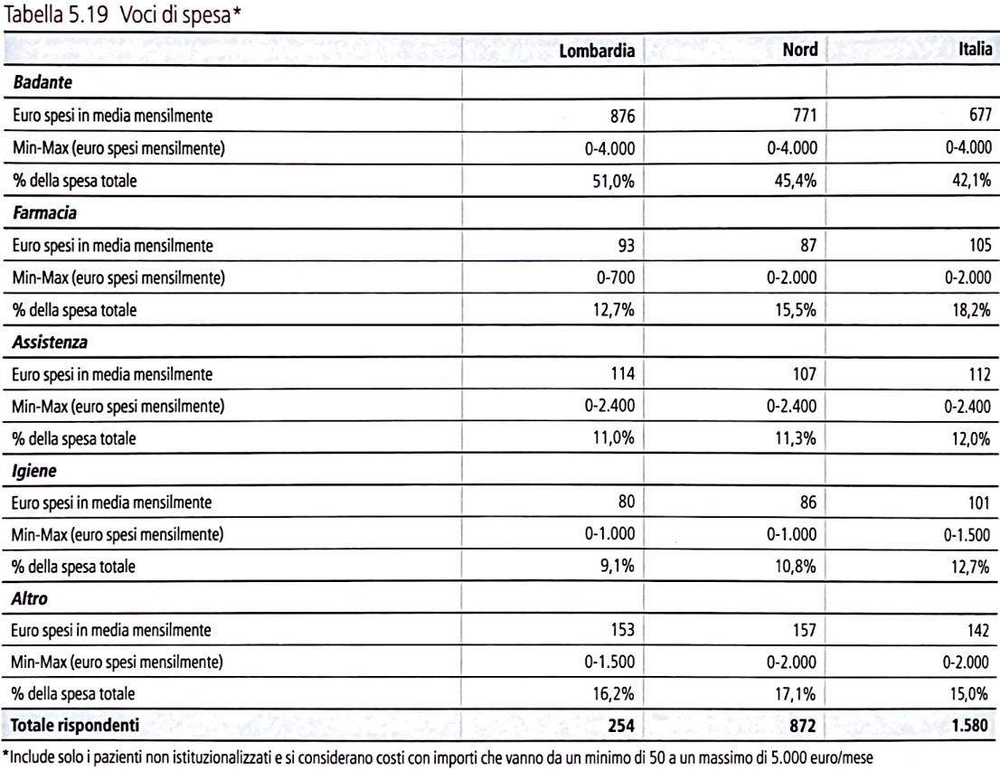 Tabella 5.19 Voci di spesa*
Lombardia Nord Italia
Badante
Euro spesi in media mensilmente 876 771 677
Min-Max (euro spesi mensilmente) 0-4.000 0-4.000 0-4.000
% della spesa totale 51,0% 45,4% 42,1%
Farmacia
Euro spesi in media mensilmente 93 87 105
Min-Max (euro spesi mensilmente) 0-700 0-2.000 0-2.000
% della spesa totale 12,7% 15,5% 18,2%
Assistenza
Euro spesi in media mensilmente 114 107 112
Min-Max (euro spesi mensilmente) 0-2.400 0-2.400 0-2.400
% della spesa totale 11,0% 11,3% 12,0%
Igiene
Euro spesi in media mensilmente 80 86 101
Min-Max (euro spesi mensilmente) 0-1.000 0-1.000 0-1.500
% della spesa totale 9,1% 10,8% 12,7%
Altro
Euro spesi in media mensilmente 153 157 142
Min-Max (euro spesi mensilmente) 0-1.500 0-2.000 0-2.000
% della spesa totale 16,2% 17,1% 15,0%
Totale rispondenti 254 872 1.580
*Include solo i pazienti non istituzionalizzati e si considerano costi con importi che vanno da un minimo di 50 a un massimo di 5.000 euro/mese